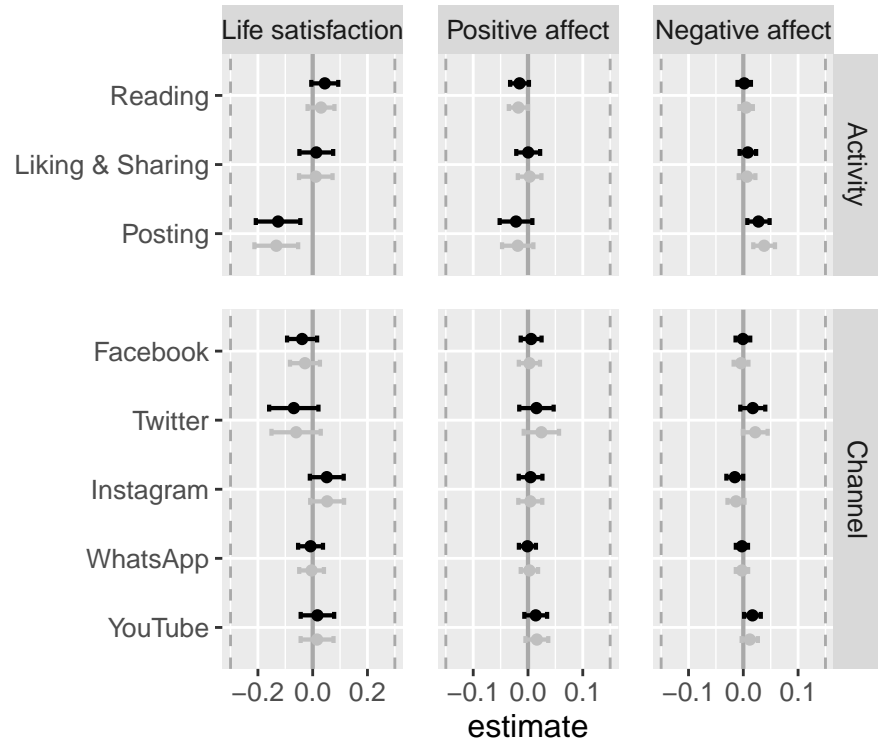 Life satisfaction Positive affect Negative affect
Reading
Liking & Sharing
Posting
Activity
Facebook
Twitter
Instagram
WhatsApp
YouTube
Channel
−0.2 0.0 0.2 −0.1 0.0 0.1 −0.1 0.0 0.1
estimate